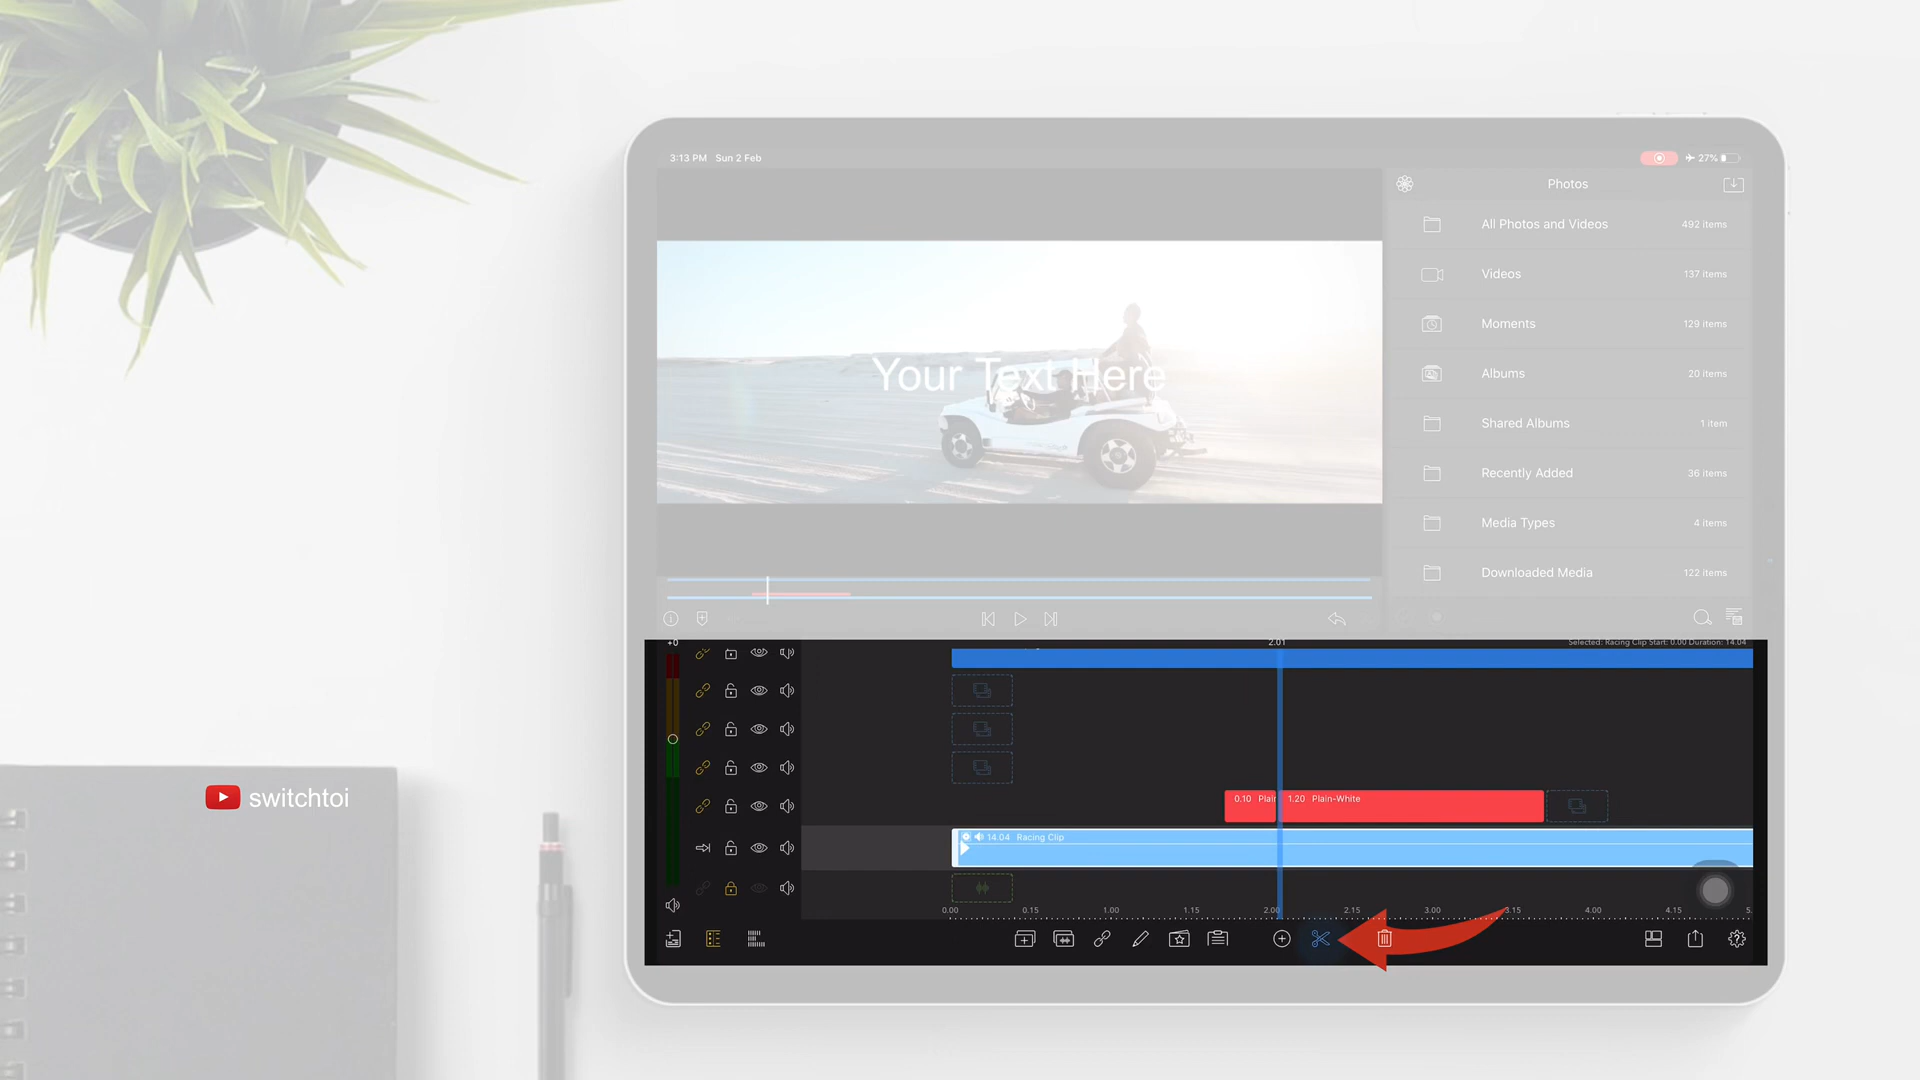 3:13 PM Sun 2 Feb
27%
Photos
All Photos and Videos 492 items
Videos 137 items
Moments 129 items
Albums 20 items
Shared Albums 1 item
Recently Added 36 items
Media Types 4 items
Downloaded Media 122 items
Your Text Here
+0
2.01
Selected: Racing Clip Start: 0.00 Duration: 14.04
0.10 Plain
1.20 Plain-White
14.04 Racing Clip
0.00 0.15 1.00 1.15 2.00 2.15 3.00 3.15 4.00 4.15 5.
switchtoi